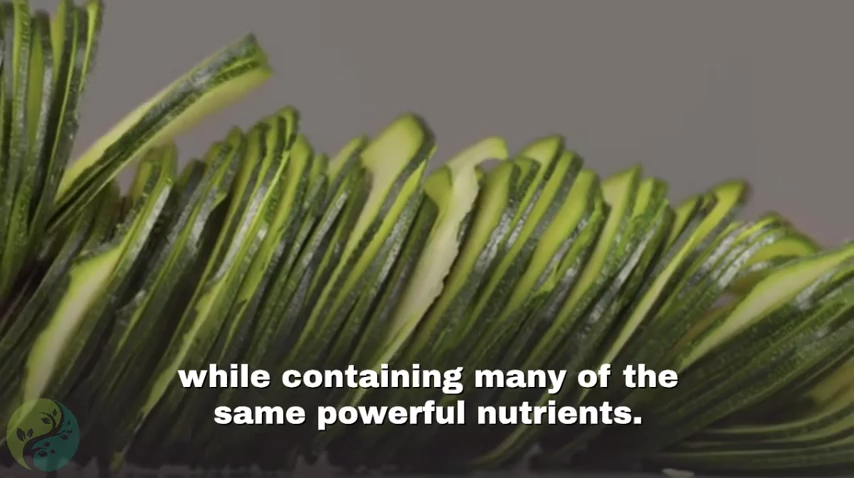 while containing many of the
same powerful nutrients.